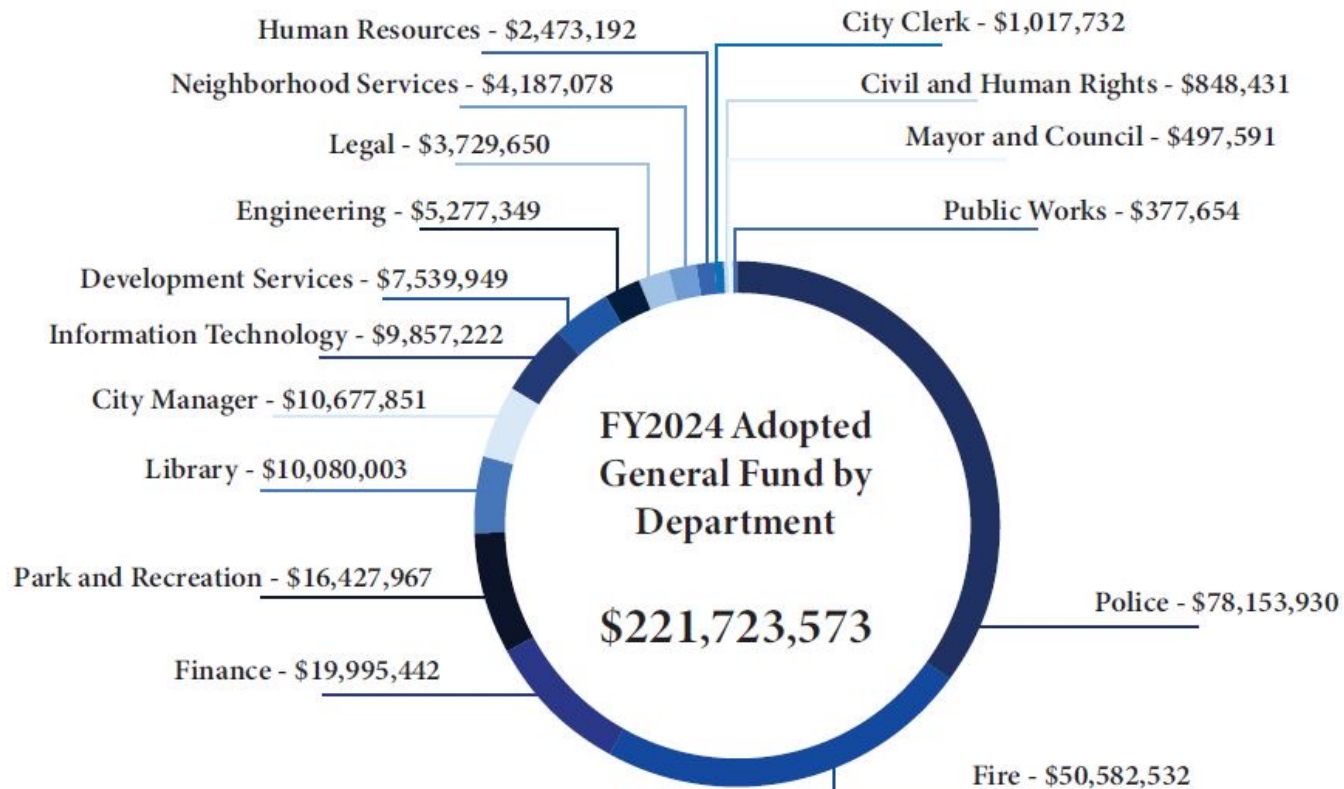 Human Resources - $2,473,192
City Clerk - $1,017,732
Neighborhood Services - $4,187,078
Civil and Human Rights - $848,431
Legal - $3,729,650
Mayor and Council - $497,591
Engineering - $5,277,349
Public Works - $377,654
Development Services - $7,539,949
Information Technology - $9,857,222
City Manager - $10,677,851
Library - $10,080,003
Park and Recreation - $16,427,967
Finance - $19,995,442
FY2024 Adopted
General Fund by
Department
$221,723,573
Police - $78,153,930
Fire - $50,582,532